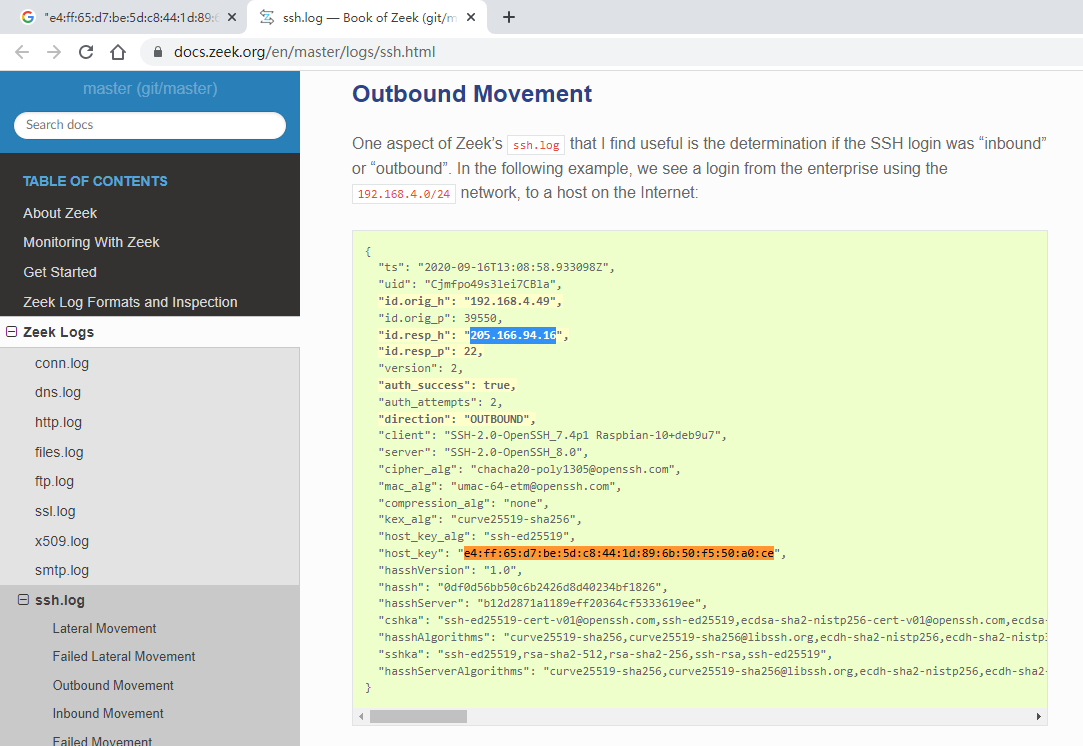 "e4:ff:65:d7:be:5d:c8:44:1d:89:6
ssh.log — Book of Zeek (git/m
docs.zeek.org/en/master/logs/ssh.html
master (git/master)
Search docs
TABLE OF CONTENTS
About Zeek
Monitoring With Zeek
Get Started
Zeek Log Formats and Inspection
Zeek Logs
conn.log
dns.log
http.log
files.log
ftp.log
ssl.log
x509.log
smtp.log
ssh.log
Lateral Movement
Failed Lateral Movement
Outbound Movement
Inbound Movement
Failed Movement
Outbound Movement
One aspect of Zeek’s ssh.log that I find useful is the determination if the SSH login was “inbound”
or “outbound”. In the following example, we see a login from the enterprise using the
192.168.4.0/24 network, to a host on the Internet:
{
"ts": "2020-09-16T13:08:58.933098Z",
"uid": "Cjmfpo49s3lei7CBla",
"id.orig_h": "192.168.4.49",
"id.orig_p": 39550,
"id.resp_h": "205.166.94.16",
"id.resp_p": 22,
"version": 2,
"auth_success": true,
"auth_attempts": 2,
"direction": "OUTBOUND",
"client": "SSH-2.0-OpenSSH_7.4p1 Raspbian-10+deb9u7",
"server": "SSH-2.0-OpenSSH_8.0",
"cipher_alg": "chacha20-poly1305@openssh.com",
"mac_alg": "umac-64-etm@openssh.com",
"compression_alg": "none",
"kex_alg": "curve25519-sha256",
"host_key_alg": "ssh-ed25519",
"host_key": "e4:ff:65:d7:be:5d:c8:44:1d:89:6b:50:f5:50:a0:ce",
"hasshVersion": "1.0",
"hassh": "0df0d56bb50c6b2426d8d40234bf1826",
"hasshServer": "b12d2871a1189eff20364cf5333619ee",
"cshka": "ssh-ed25519-cert-v01@openssh.com,ssh-ed25519,ecdsa-sha2-nistp256-cert-v01@openssh.com,ecdsa-
"hasshAlgorithms": "curve25519-sha256,curve25519-sha256@libssh.org,ecdh-sha2-nistp256,ecdh-sha2-nistp3
"sshka": "ssh-ed25519,rsa-sha2-512,rsa-sha2-256,ssh-rsa,ssh-ed25519",
"hasshServerAlgorithms": "curve25519-sha256,curve25519-sha256@libssh.org,ecdh-sha2-nistp256,ecdh-sha2-
}